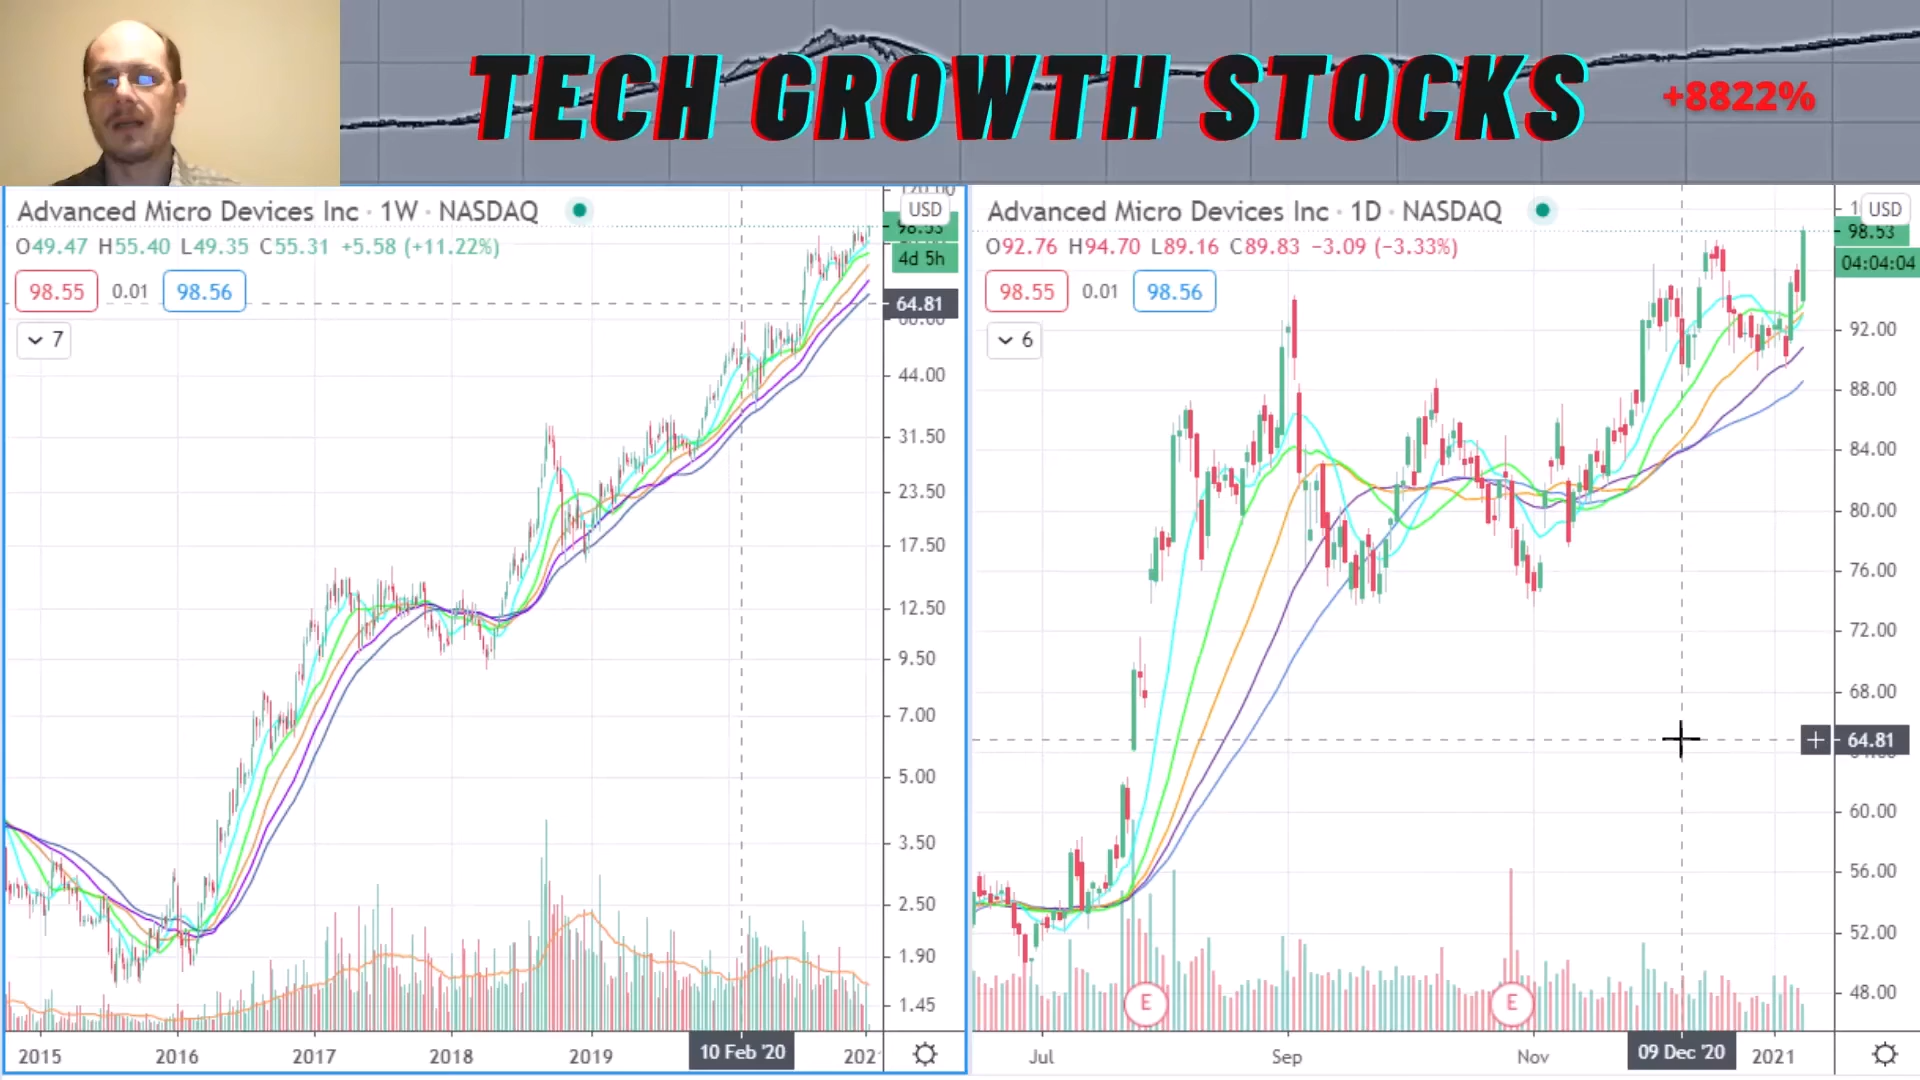 TECH GROWTH STOCKS
+8822%
Advanced Micro Devices Inc · 1W · NASDAQ
O49.47 H55.40 L49.35 C55.31 +5.58 (+11.22%)
98.55 0.01 98.56
7
USD
98.53
4d 5h
64.81
60.00
44.00
31.50
23.50
17.50
12.50
9.50
7.00
5.00
3.50
2.50
1.90
1.45
2015 2016 2017 2018 2019 10 Feb '20
Advanced Micro Devices Inc · 1D · NASDAQ
O92.76 H94.70 L89.16 C89.83 −3.09 (−3.33%)
98.55 0.01 98.56
6
USD
98.53
04:04:04
92.00
88.00
84.00
80.00
76.00
72.00
68.00
64.81
60.00
56.00
52.00
48.00
E E
Jul Sep Nov 09 Dec '20 2021